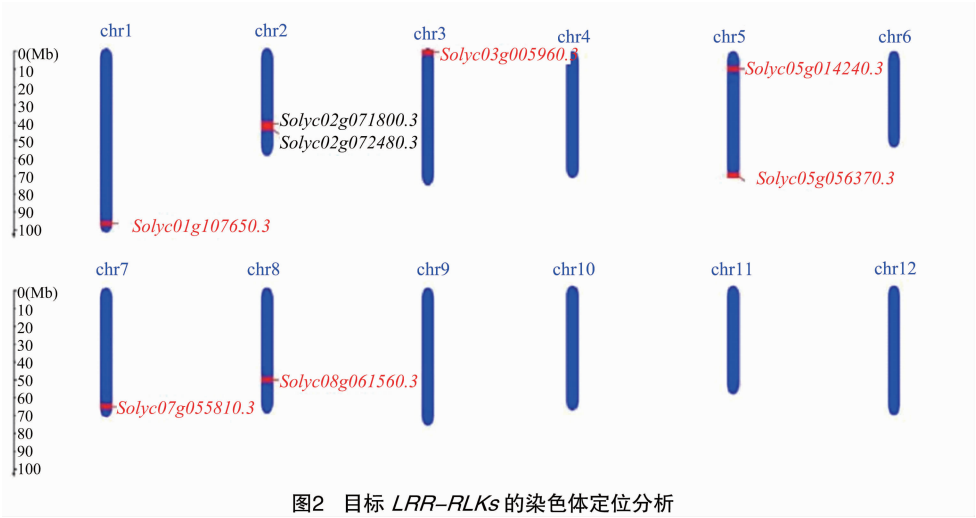 chr1 chr2 chr3 chr4 chr5 chr6
0(Mb)
10
20
30
40
50
60
70
80
90
100
Solyc03g005960.3
Solyc05g014240.3
Solyc02g071800.3
Solyc02g072480.3
Solyc05g056370.3
Solyc01g107650.3
chr7 chr8 chr9 chr10 chr11 chr12
0(Mb)
10
20
30
40
50
60
70
80
90
100
Solyc08g061560.3
Solyc07g055810.3
图2 目标 LRR-RLKs 的染色体定位分析